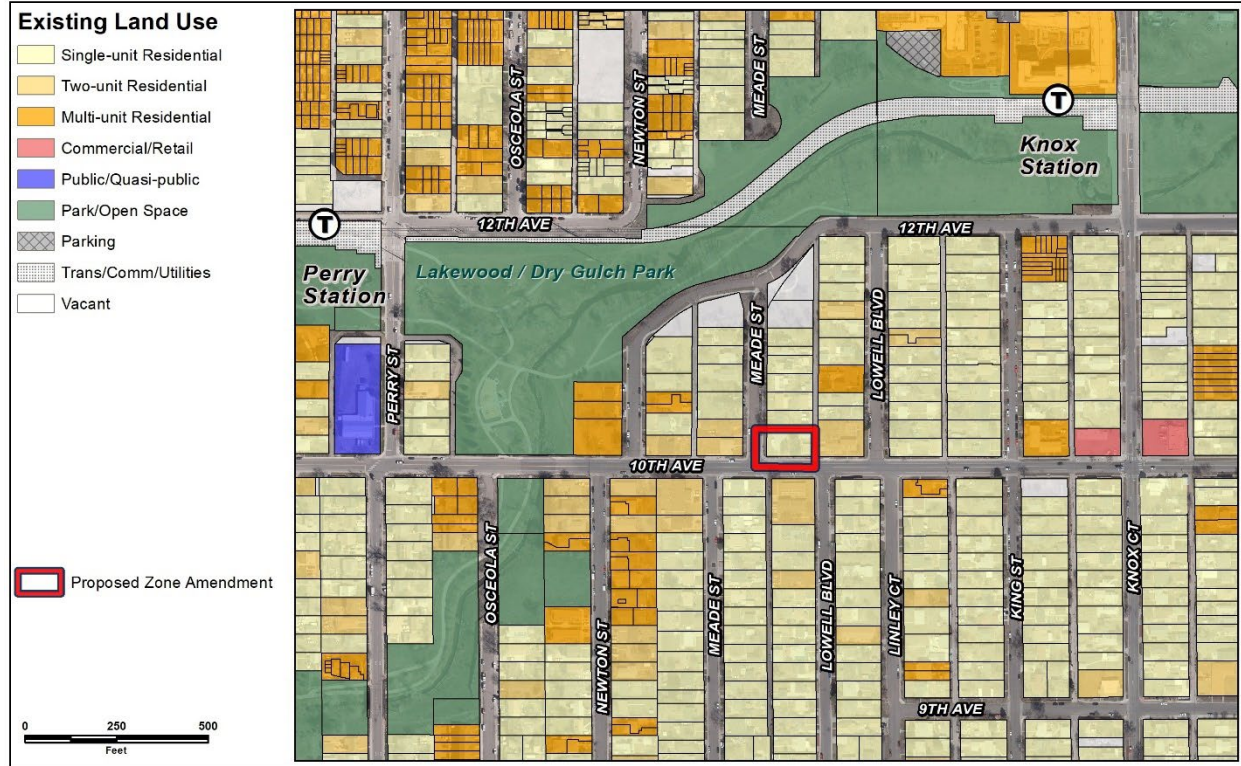 Existing Land Use
Single-unit Residential
Two-unit Residential
Multi-unit Residential
Commercial/Retail
Public/Quasi-public
Park/Open Space
Parking
Trans/Comm/Utilities
Vacant
Proposed Zone Amendment
0 250 500
Feet
OSCEOLA ST
NEWTON ST
MEADE ST
T
Knox
Station
T
12TH AVE
12TH AVE
Perry
Station
Lakewood / Dry Gulch Park
PERRY ST
MEADE ST
LOWELL BLVD
10TH AVE
OSCEOLA ST
NEWTON ST
MEADE ST
LOWELL BLVD
LINLEY CT
KING ST
KNOX CT
9TH AVE